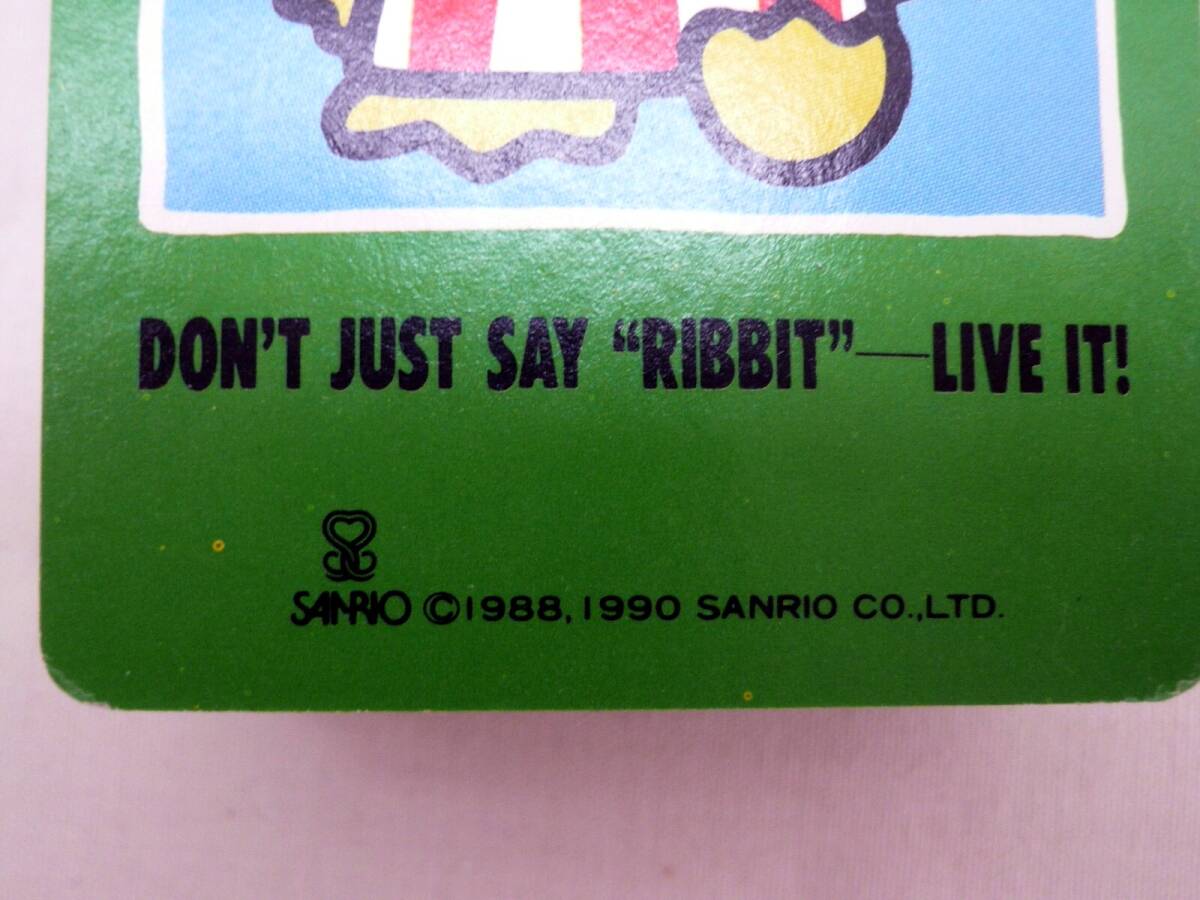 DON'T JUST SAY “RIBBIT”—LIVE IT!
SANRIO ©1988, 1990 SANRIO CO.,LTD.